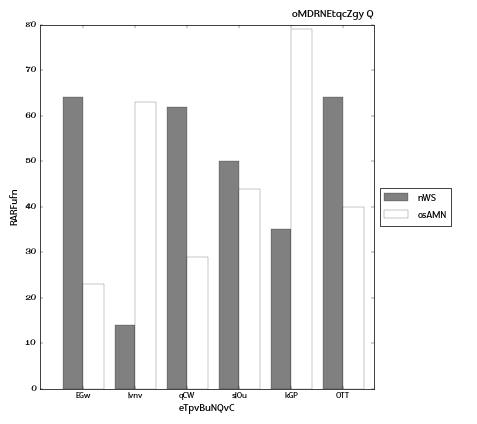 oMDRNEtqcZgy Q
80
70
60
50
40
30
20
10
0
RARFufn
EGw
lvnv
qCW
slOu
kGP
OTT
eTpvBuNQvC
nWS
osAMN